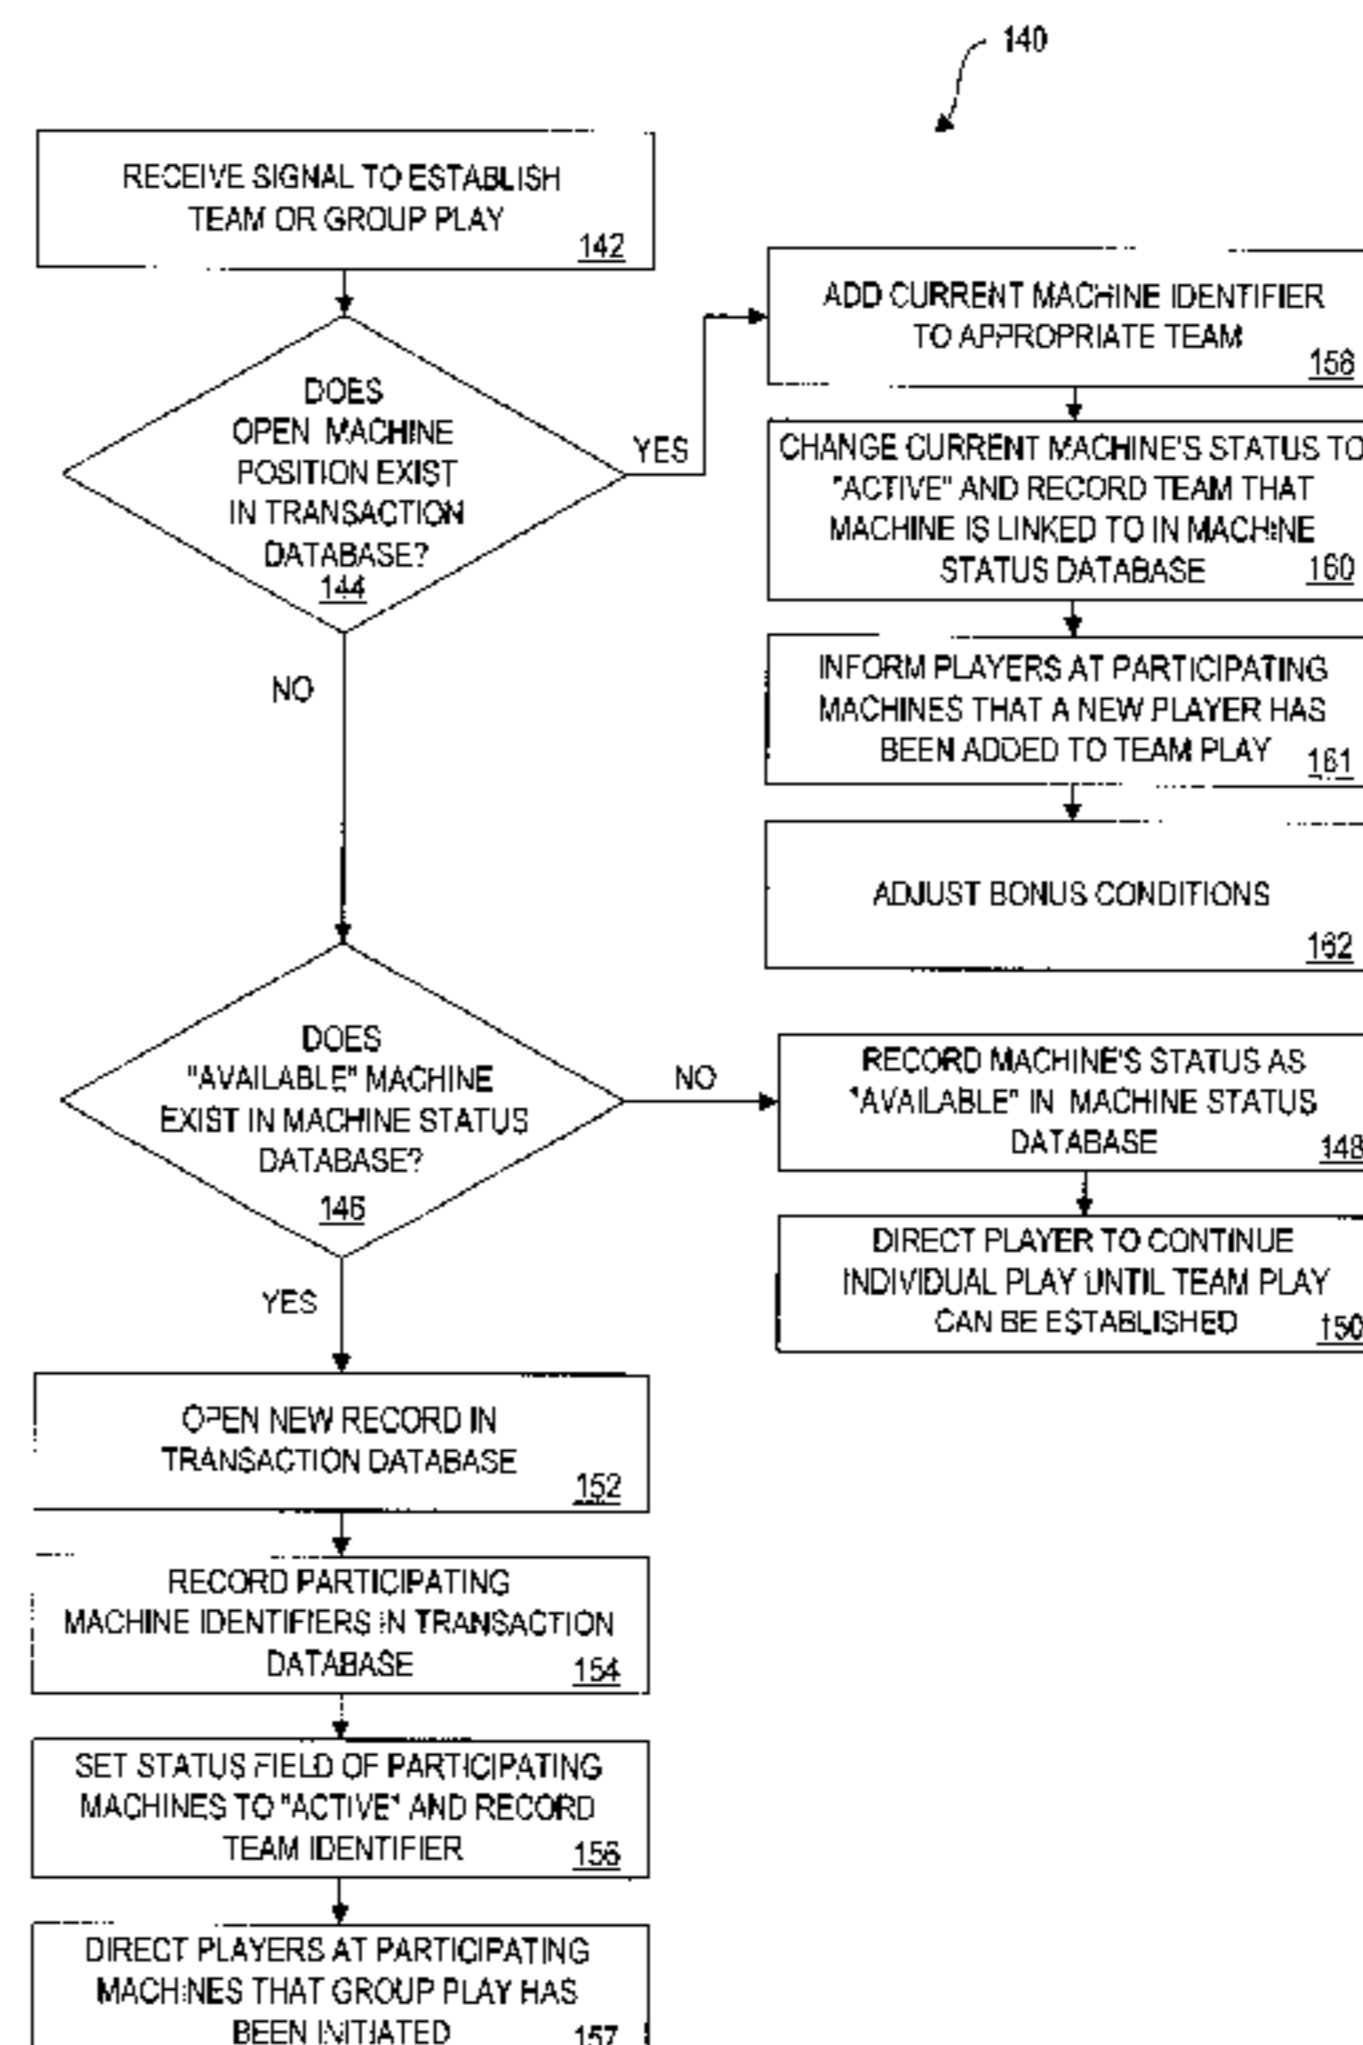 140
RECEIVE SIGNAL TO ESTABLISH
TEAM OR GROUP PLAY
142
DOES
OPEN MACHINE
POSITION EXIST
IN TRANSACTION
DATABASE?
144
YES
NO
ADD CURRENT MACHINE IDENTIFIER
TO APPROPRIATE TEAM
158
CHANGE CURRENT MACHINE'S STATUS TO
"ACTIVE" AND RECORD TEAM THAT
MACHINE IS LINKED TO IN MACHINE
STATUS DATABASE
160
INFORM PLAYERS AT PARTICIPATING
MACHINES THAT A NEW PLAYER HAS
BEEN ADDED TO TEAM PLAY
161
ADJUST BONUS CONDITIONS
162
DOES
"AVAILABLE" MACHINE
EXIST IN MACHINE STATUS
DATABASE?
146
NO
YES
RECORD MACHINE'S STATUS AS
"AVAILABLE" IN MACHINE STATUS
DATABASE
148
DIRECT PLAYER TO CONTINUE
INDIVIDUAL PLAY UNTIL TEAM PLAY
CAN BE ESTABLISHED
150
OPEN NEW RECORD IN
TRANSACTION DATABASE
152
RECORD PARTICIPATING
MACHINE IDENTIFIERS IN TRANSACTION
DATABASE
154
SET STATUS FIELD OF PARTICIPATING
MACHINES TO "ACTIVE" AND RECORD
TEAM IDENTIFIER
156
DIRECT PLAYERS AT PARTICIPATING
MACHINES THAT GROUP PLAY HAS
BEEN INITIATED
157